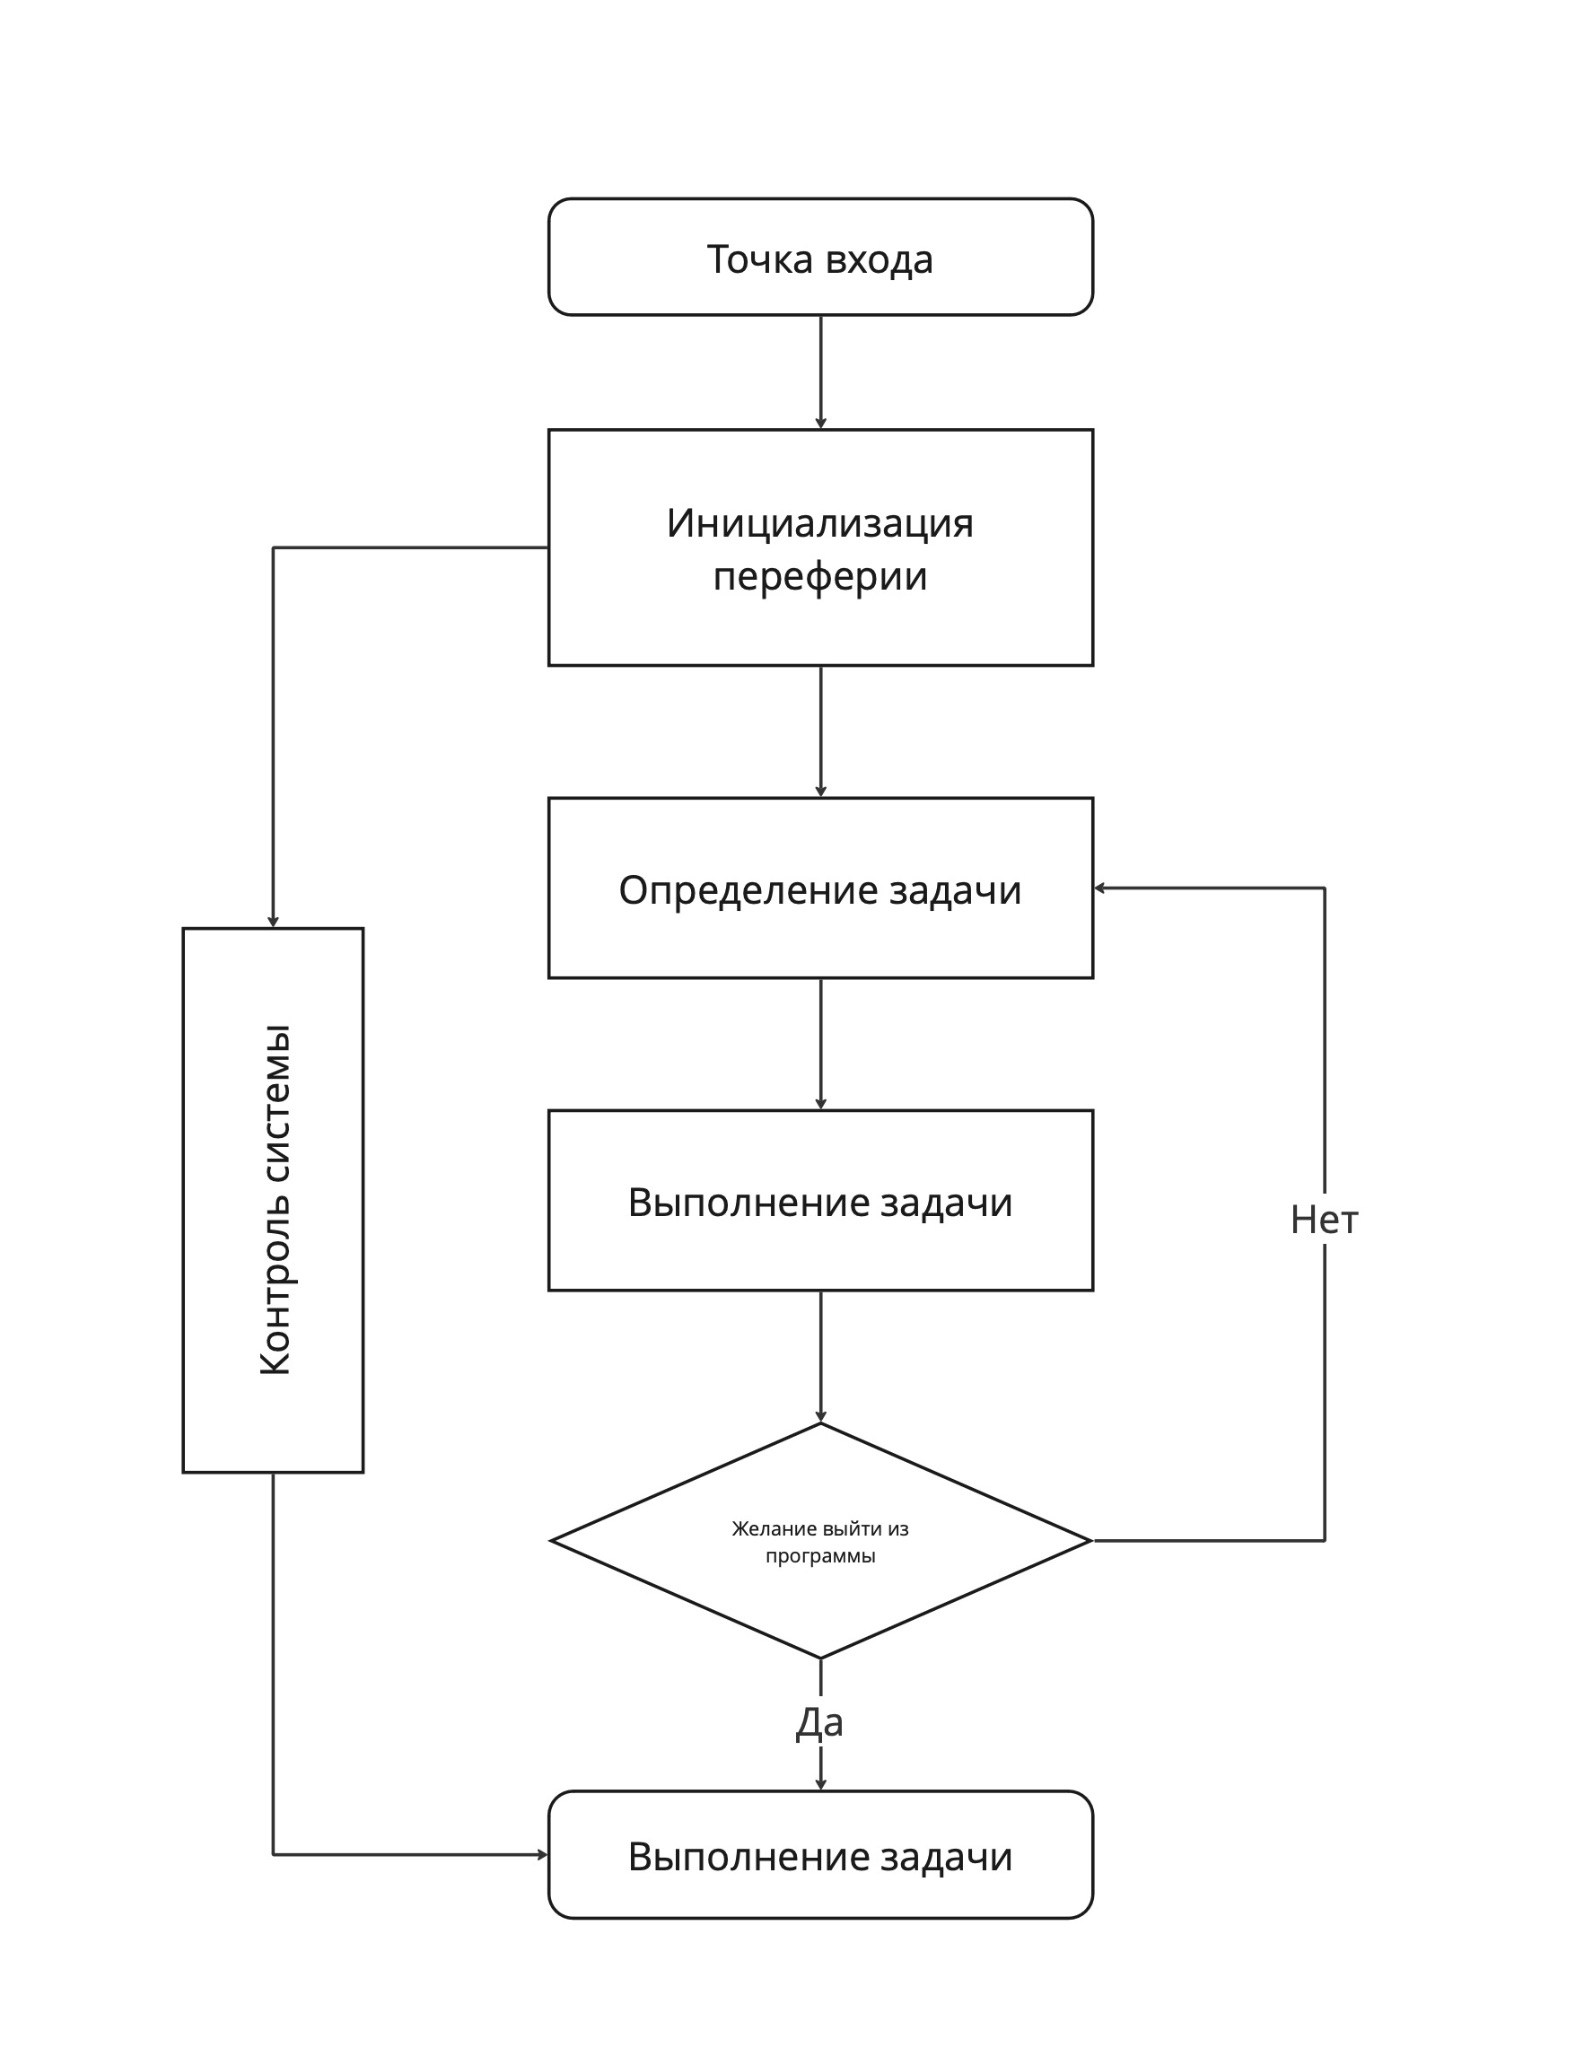 Точка входа
Инициализация
переферии
Определение задачи
Контроль системы
Выполнение задачи
Нет
Желание выйти из
программы
Да
Выполнение задачи